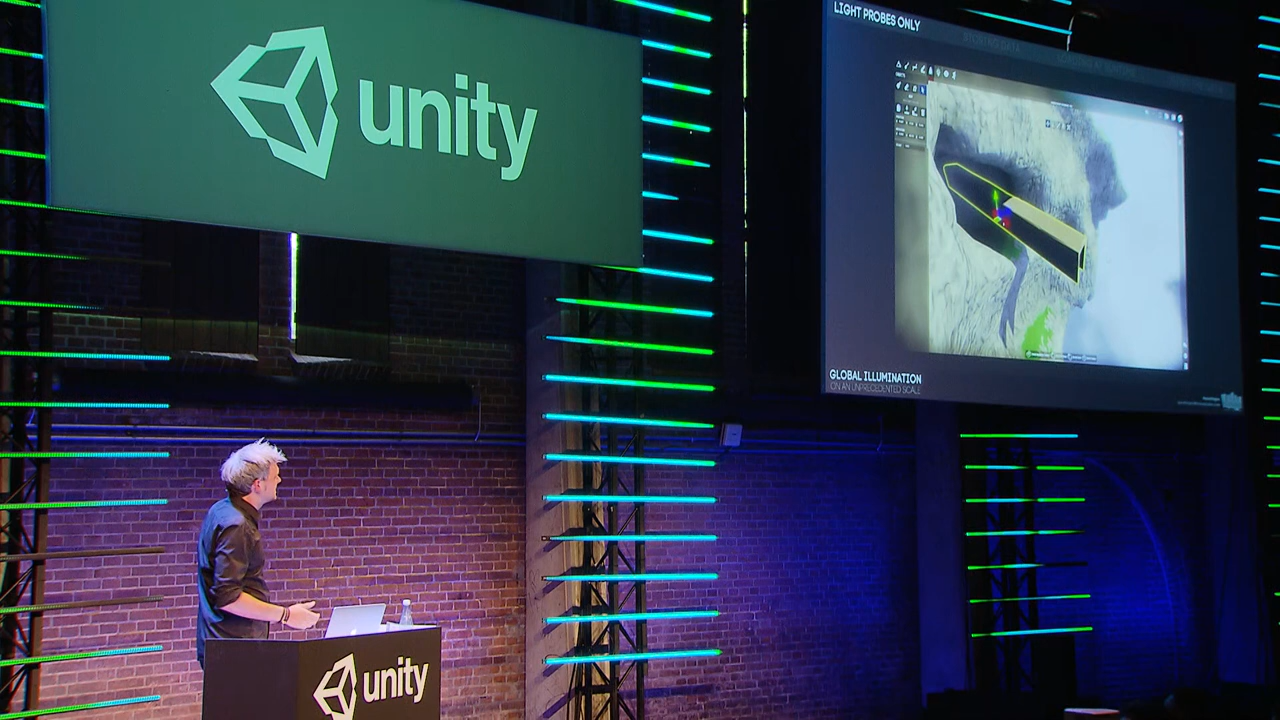 unity
LIGHT PROBES ONLY
GLOBAL ILLUMINATION
ON AN UNPRECEDENTED SCALE
unity